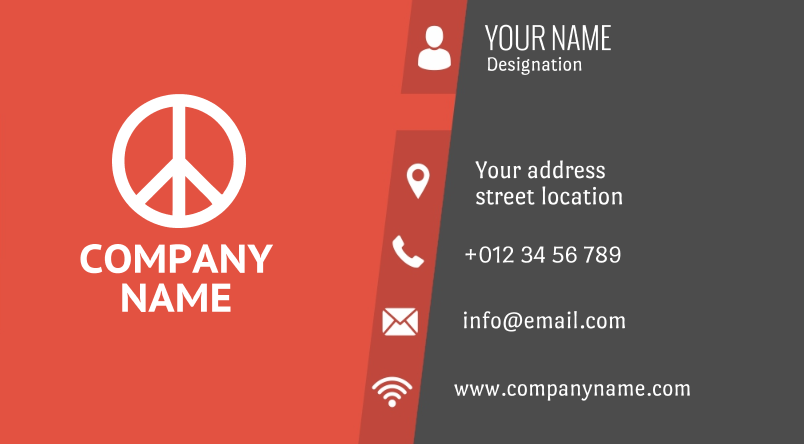 COMPANY
NAME
YOUR NAME
Designation
Your address
street location
+012 34 56 789
info@email.com
www.companyname.com